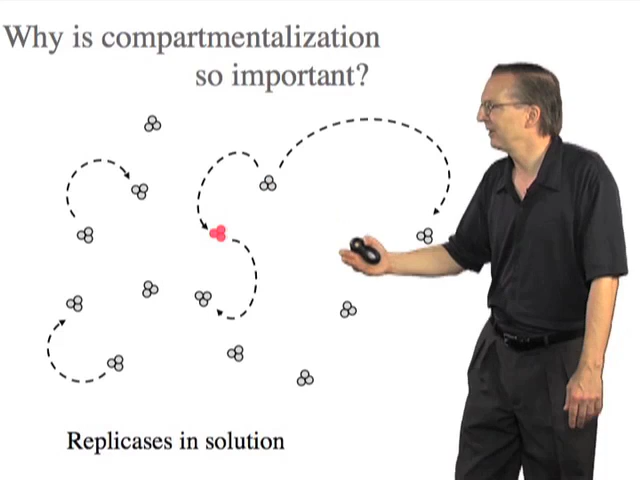 Why is compartmentalization
so important?
Replicases in solution